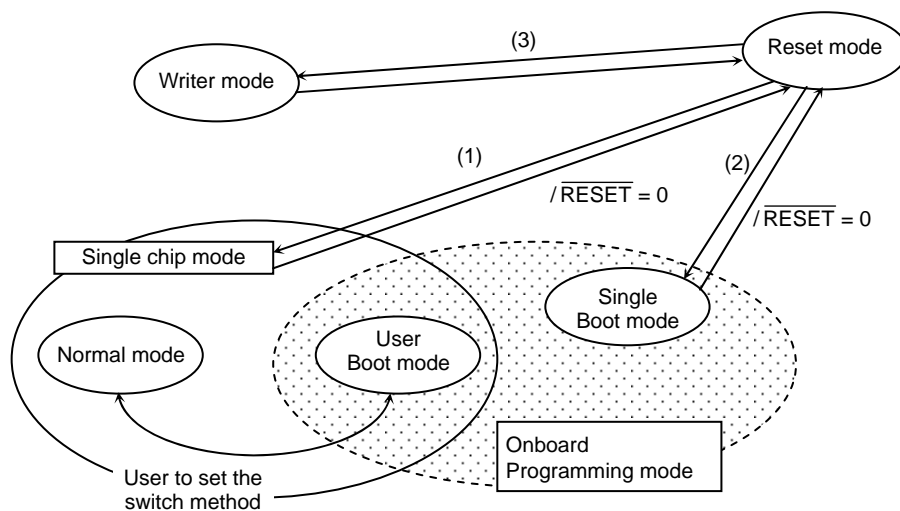 (3)
Reset mode
Writer mode
(1)
(2)
/ RESET = 0
/ RESET = 0
Single chip mode
Single
Boot mode
Normal mode
User
Boot mode
Onboard
Programming mode
User to set the
switch method